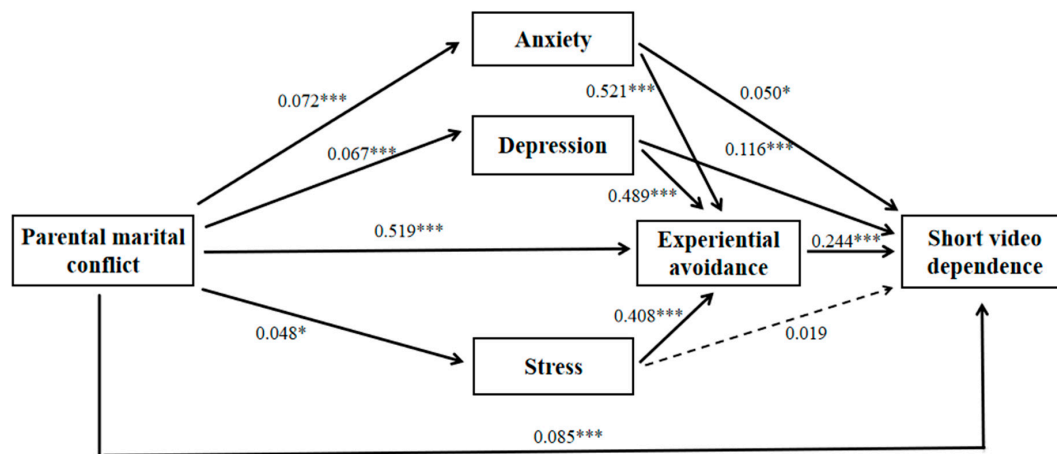 Anxiety
0.072***
0.521***
0.050*
0.067***
Depression
0.116***
0.489***
Parental marital
conflict
0.519***
Experiential
avoidance
0.244***
Short video
dependence
0.048*
0.408***
0.019
Stress
0.085***